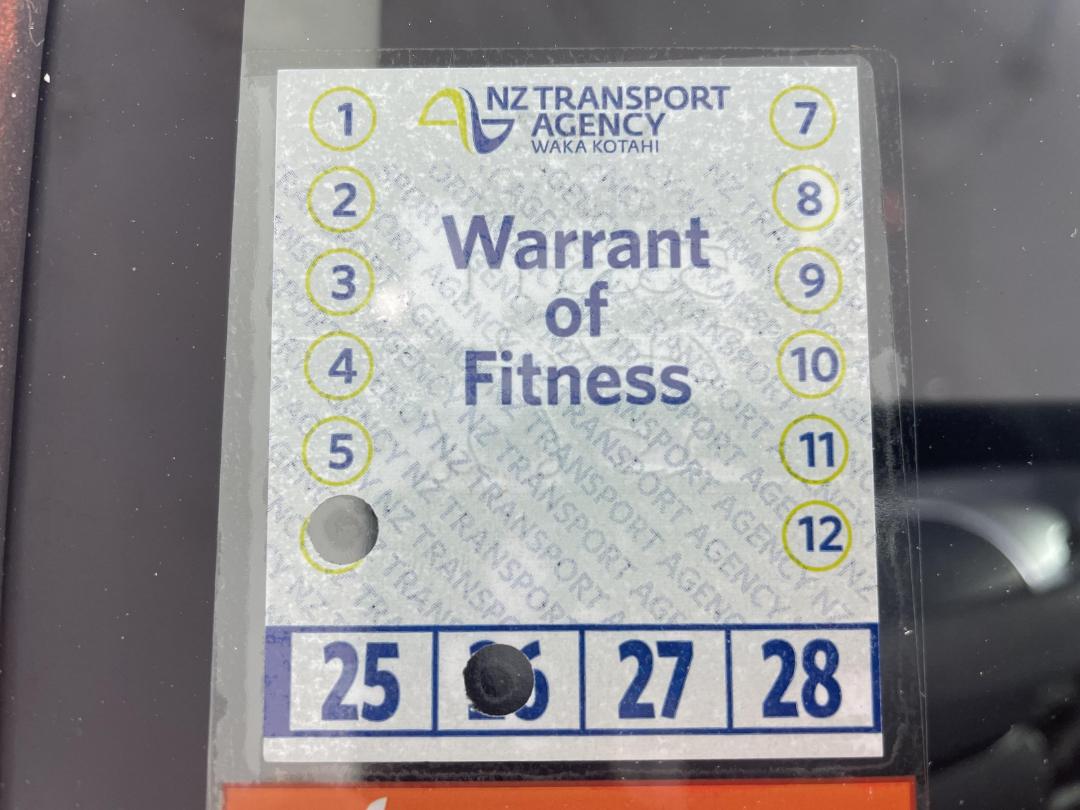 NZ TRANSPORT
AGENCY
WAKA KOTAHI
Warrant
of
Fitness
1
2
3
4
5
7
8
9
10
11
12
25 26 27 28